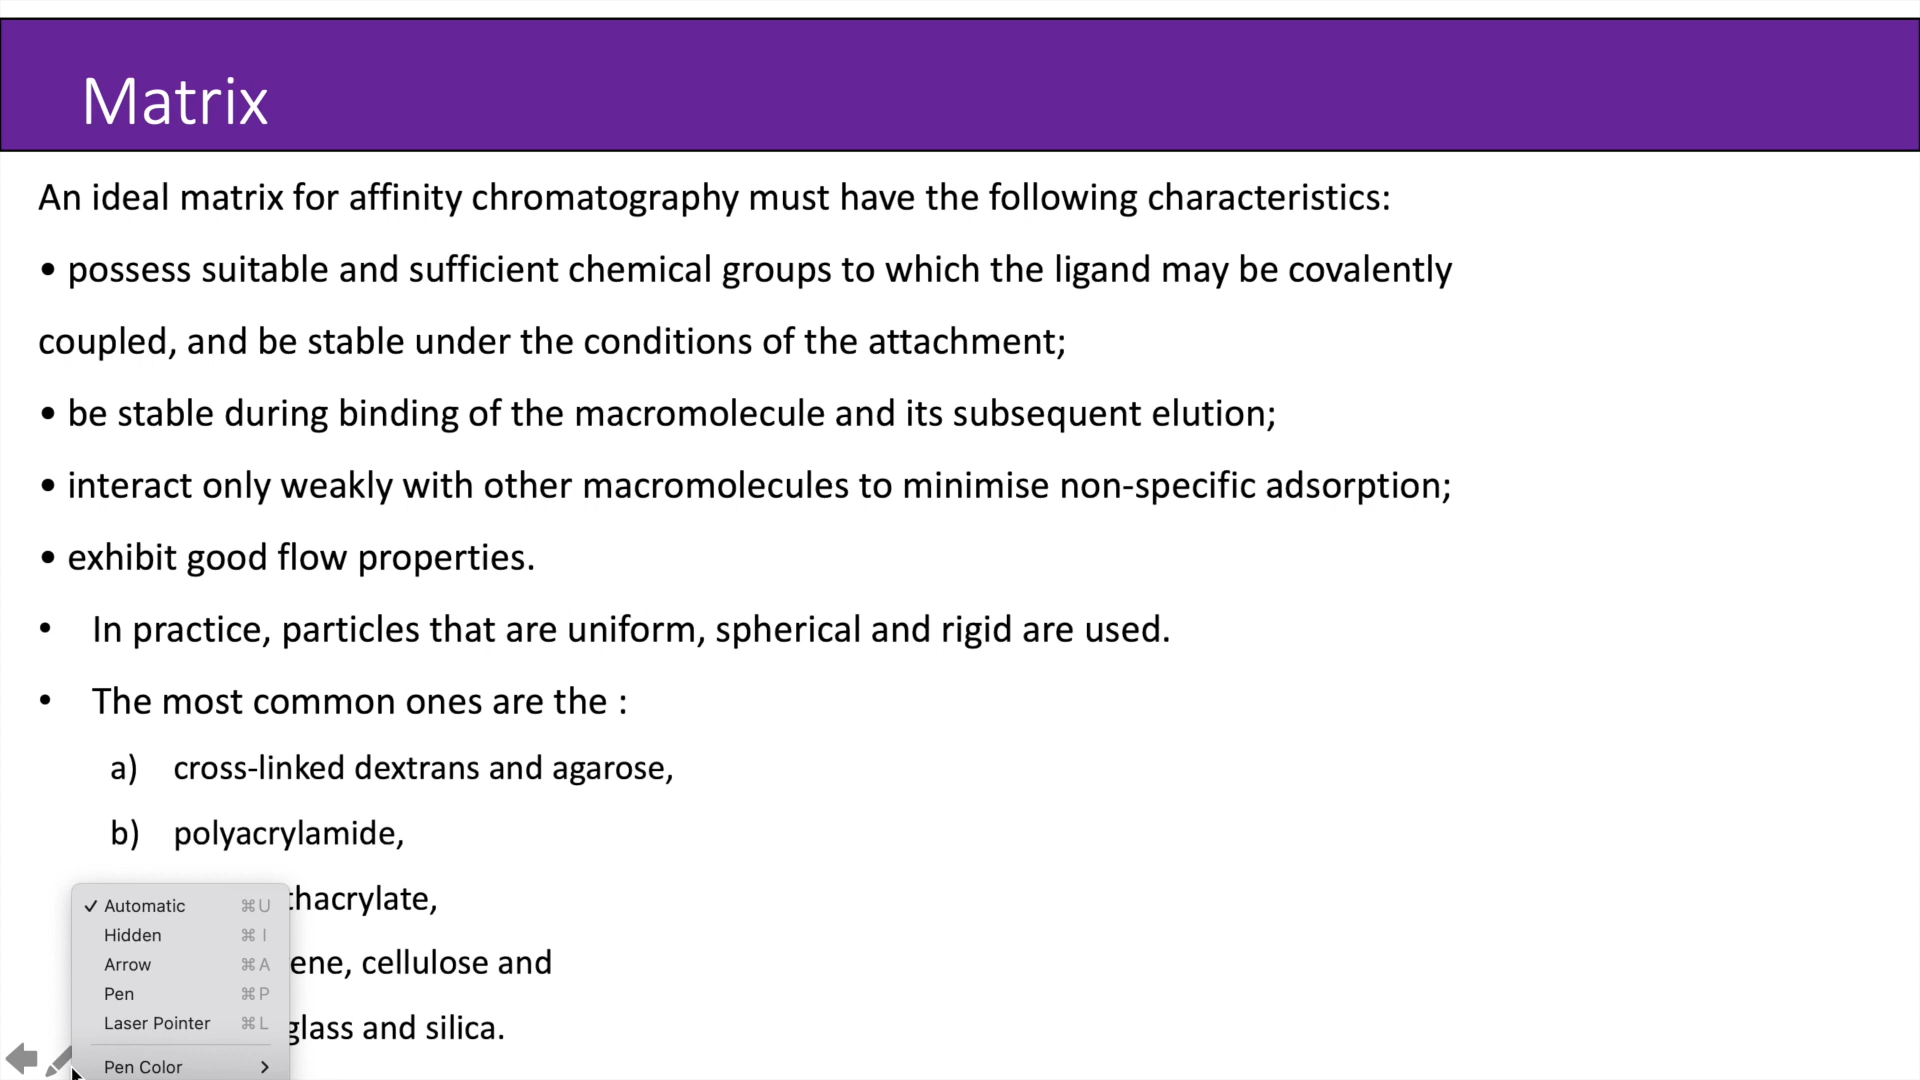 Matrix
An ideal matrix for affinity chromatography must have the following characteristics:
• possess suitable and sufficient chemical groups to which the ligand may be covalently
coupled, and be stable under the conditions of the attachment;
• be stable during binding of the macromolecule and its subsequent elution;
• interact only weakly with other macromolecules to minimise non-specific adsorption;
• exhibit good flow properties.
• In practice, particles that are uniform, spherical and rigid are used.
• The most common ones are the :
a) cross-linked dextrans and agarose,
b) polyacrylamide,
thacrylate,
ene, cellulose and
glass and silica.
✓ Automatic ⌘U
Hidden ⌘I
Arrow ⌘A
Pen ⌘P
Laser Pointer ⌘L
Pen Color >